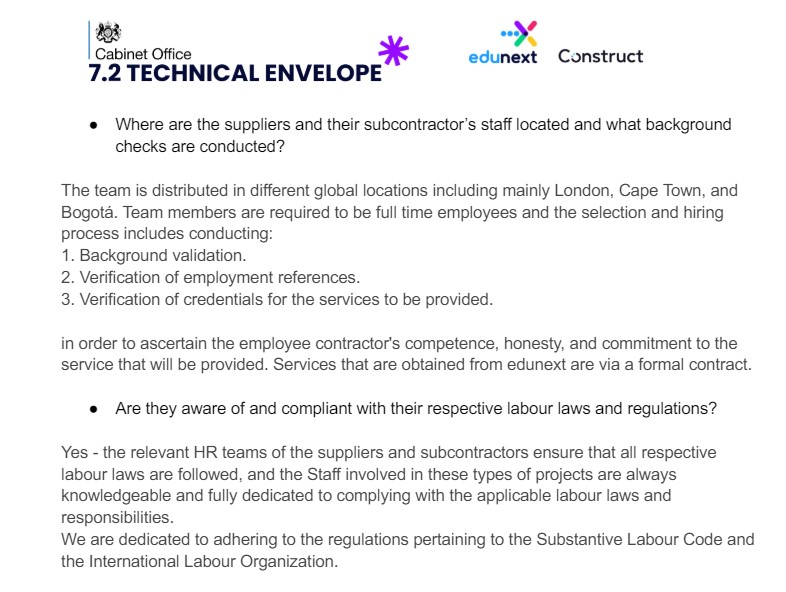 Cabinet Office
edunext Construct
7.2 TECHNICAL ENVELOPE
● Where are the suppliers and their subcontractor's staff located and what background
checks are conducted?
The team is distributed in different global locations including mainly London, Cape Town, and
Bogotá. Team members are required to be full time employees and the selection and hiring
process includes conducting:
1. Background validation.
2. Verification of employment references.
3. Verification of credentials for the services to be provided.
in order to ascertain the employee contractor's competence, honesty, and commitment to the
service that will be provided. Services that are obtained from edunext are via a formal contract.
● Are they aware of and compliant with their respective labour laws and regulations?
Yes - the relevant HR teams of the suppliers and subcontractors ensure that all respective
labour laws are followed, and the Staff involved in these types of projects are always
knowledgeable and fully dedicated to complying with the applicable labour laws and
responsibilities.
We are dedicated to adhering to the regulations pertaining to the Substantive Labour Code and
the International Labour Organization.